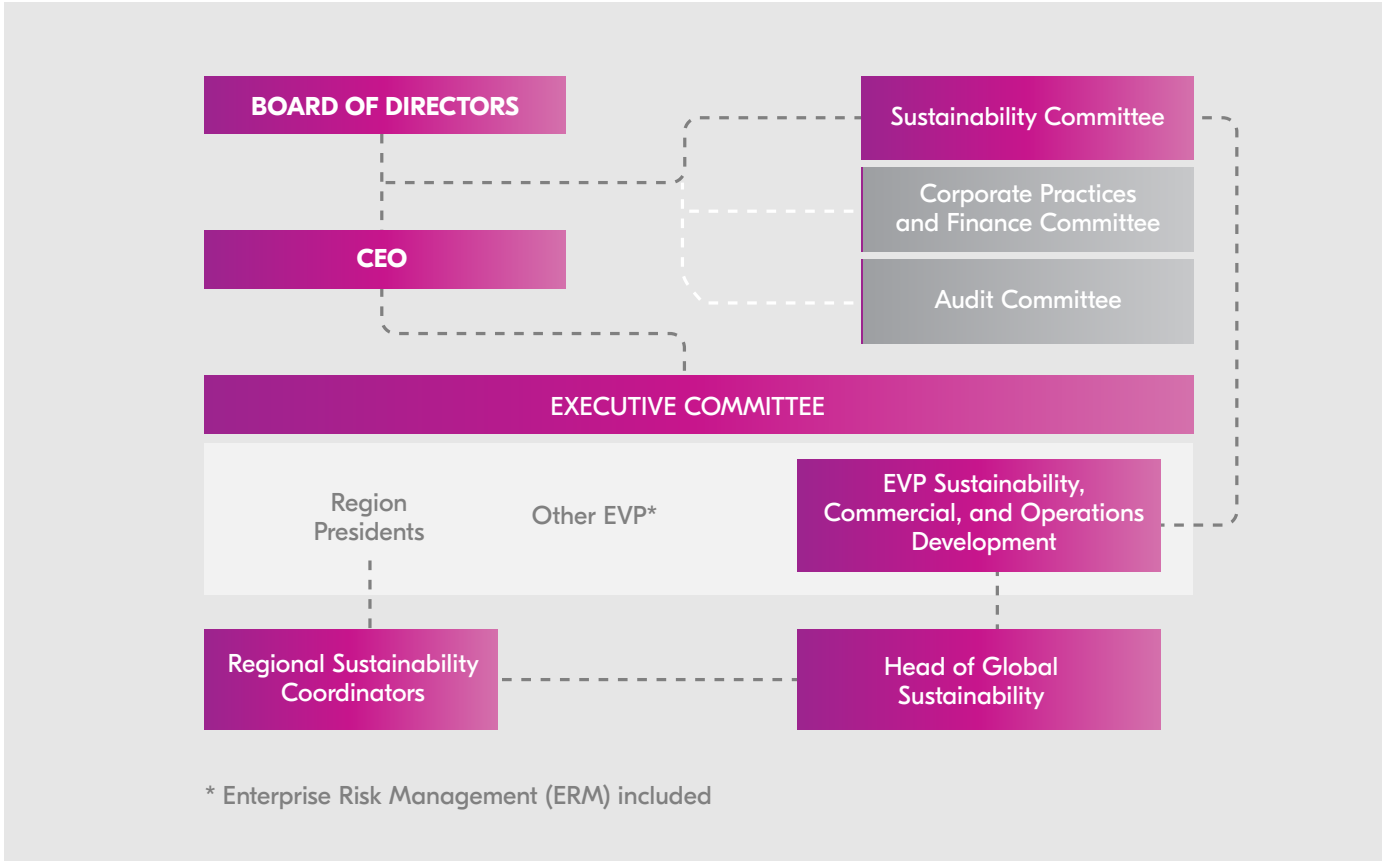 BOARD OF DIRECTORS
Sustainability Committee
Corporate Practices
and Finance Committee
CEO
Audit Committee
EXECUTIVE COMMITTEE
Region
Presidents
Other EVP*
EVP Sustainability,
Commercial, and Operations
Development
Regional Sustainability
Coordinators
Head of Global
Sustainability
* Enterprise Risk Management (ERM) included